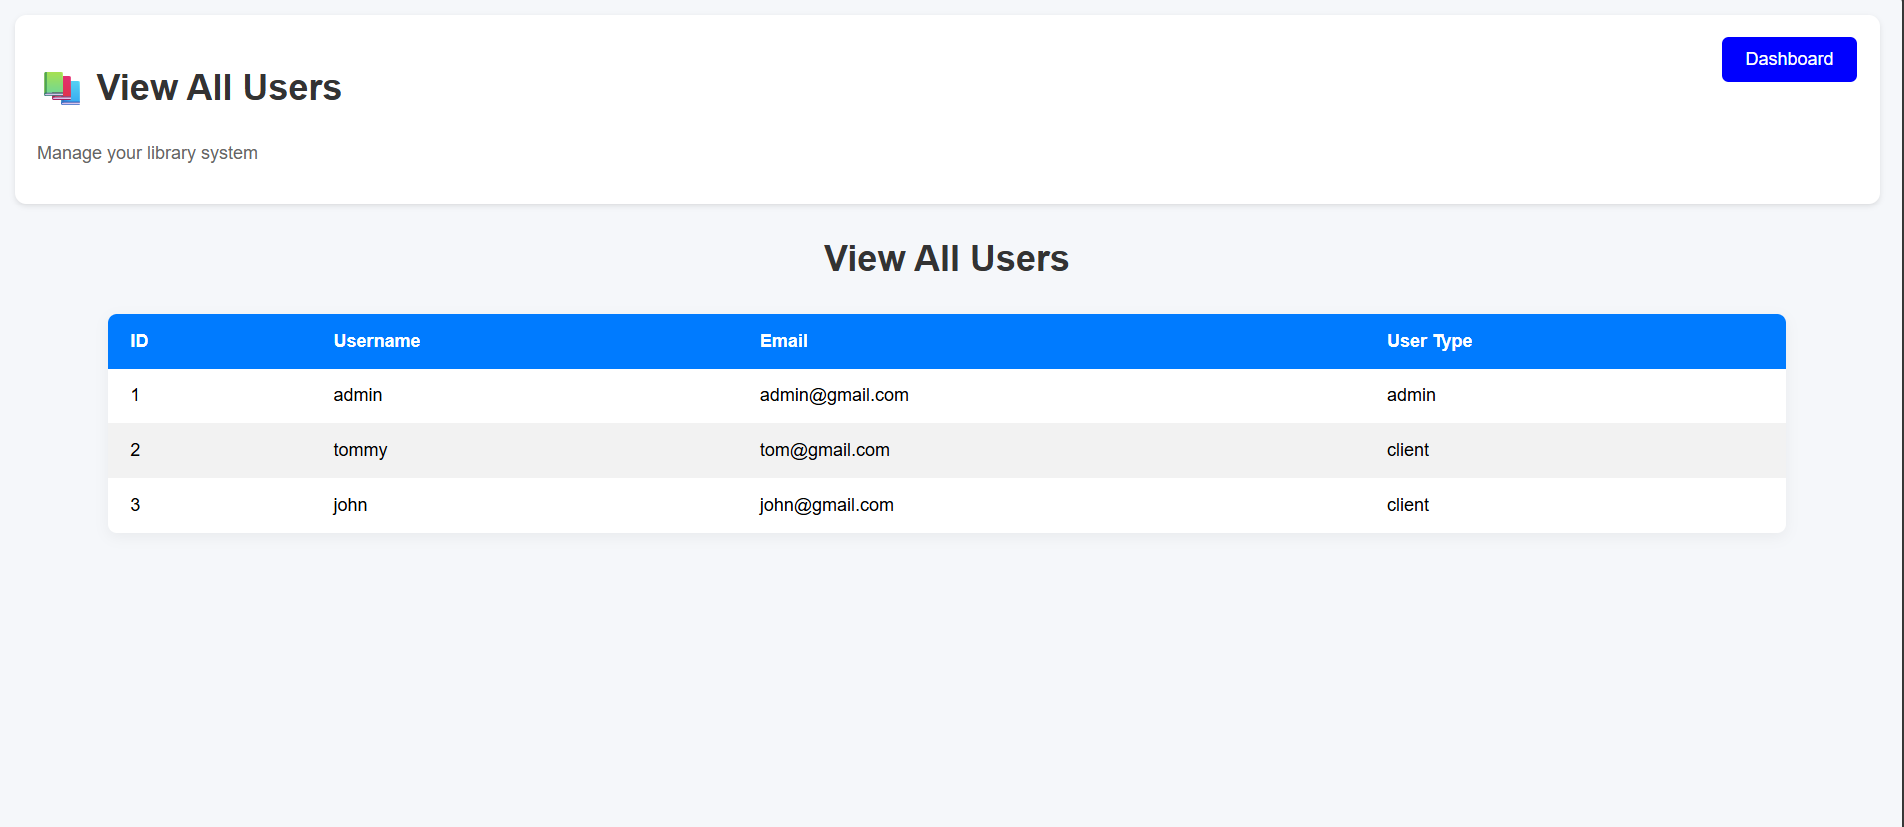 View All Users
Dashboard
Manage your library system
View All Users
ID Username Email User Type
1 admin admin@gmail.com admin
2 tommy tom@gmail.com client
3 john john@gmail.com client